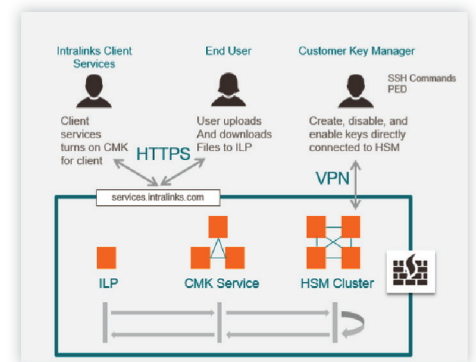 Intralinks Client
Services
End User
Customer Key Manager
SSH Commands
PED
Client
services
turns on CMK
for client
User uploads
And downloads
Files to ILP
Create, disable, and
enable keys directly
connected to HSM
HTTPS
VPN
services.intralinks.com
ILP
CMK Service
HSM Cluster